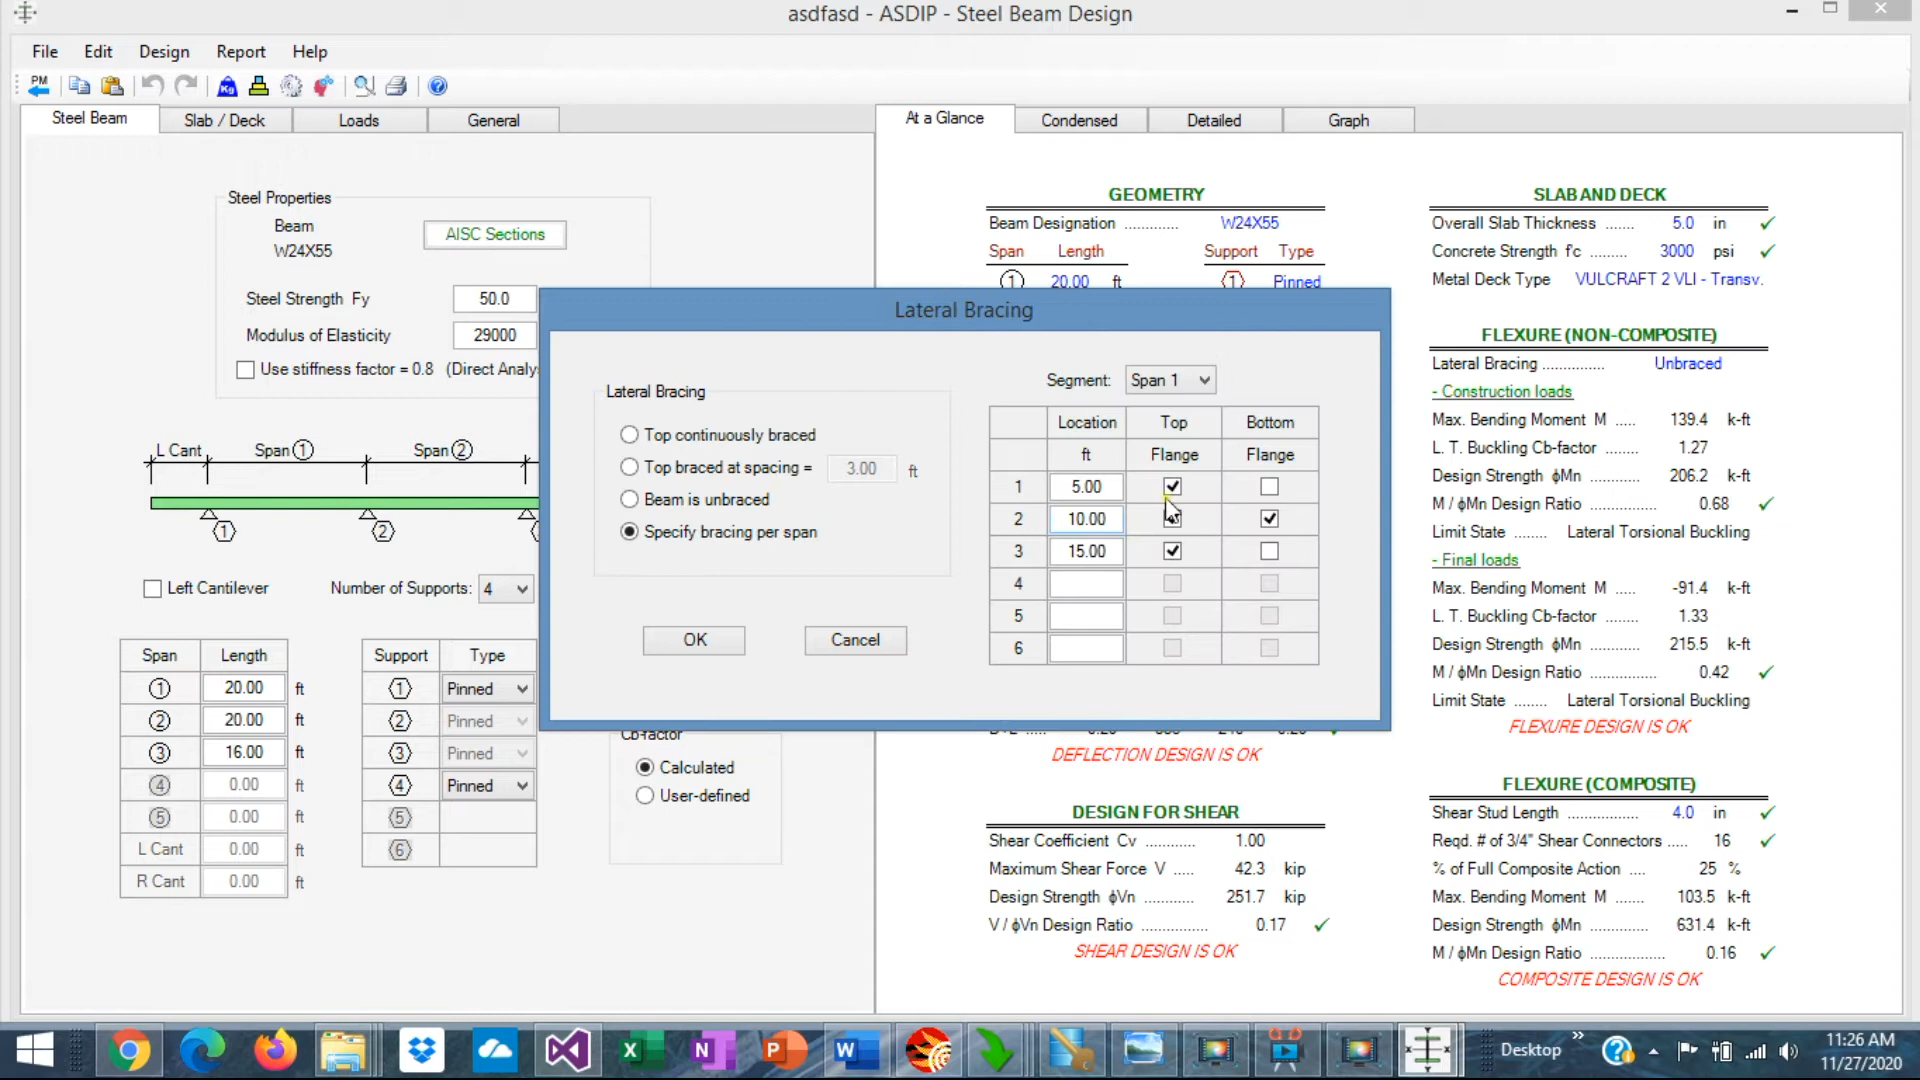 asdfasd - ASDIP - Steel Beam Design
File Edit Design Report Help
PM
Kg
Steel Beam Slab / Deck Loads General
At a Glance Condensed Detailed Graph
Steel Properties
Beam
W24X55
AISC Sections
Steel Strength Fy 50.0
Modulus of Elasticity 29000
Use stiffness factor = 0.8 (Direct Analy
L Cant Span 1 Span 2
1 2
Left Cantilever Number of Supports: 4
Span Length
1 20.00 ft
2 20.00 ft
3 16.00 ft
4 0.00 ft
5 0.00 ft
L Cant 0.00 ft
R Cant 0.00 ft
Support Type
1 Pinned
2 Pinned
3 Pinned
4 Pinned
5
6
Cb-factor
Calculated
User-defined
Lateral Bracing
Lateral Bracing
Top continuously braced
Top braced at spacing = 3.00 ft
Beam is unbraced
Specify bracing per span
OK Cancel
Segment: Span 1
Location Top Bottom
ft Flange Flange
1 5.00
2 10.00
3 15.00
4
5
6
GEOMETRY
Beam Designation ............ W24X55
Span Length Support Type
1 20.00 ft 1 Pinned
DEFLECTION DESIGN IS OK
DESIGN FOR SHEAR
Shear Coefficient Cv ............ 1.00
Maximum Shear Force V ..... 42.3 kip
Design Strength ϕVn ............ 251.7 kip
V / ϕVn Design Ratio ................ 0.17
SHEAR DESIGN IS OK
SLAB AND DECK
Overall Slab Thickness ....... 5.0 in
Concrete Strength f'c ......... 3000 psi
Metal Deck Type VULCRAFT 2 VLI - Transv.
FLEXURE (NON-COMPOSITE)
Lateral Bracing ............... Unbraced
- Construction loads
Max. Bending Moment M ..... 139.4 k-ft
L. T. Buckling Cb-factor ...... 1.27
Design Strength ϕMn ............ 206.2 k-ft
M / ϕMn Design Ratio ................ 0.68
Limit State ........ Lateral Torsional Buckling
- Final loads
Max. Bending Moment M ..... -91.4 k-ft
L. T. Buckling Cb-factor ...... 1.33
Design Strength ϕMn ............ 215.5 k-ft
M / ϕMn Design Ratio ................ 0.42
Limit State ........ Lateral Torsional Buckling
FLEXURE DESIGN IS OK
FLEXURE (COMPOSITE)
Shear Stud Length ................. 4.0 in
Reqd. # of 3/4" Shear Connectors ..... 16
% of Full Composite Action .... 25 %
Max. Bending Moment M ....... 103.5 k-ft
Design Strength ϕMn .............. 631.4 k-ft
M / ϕMn Design Ratio .................. 0.16
COMPOSITE DESIGN IS OK
Desktop
11:26 AM
11/27/2020